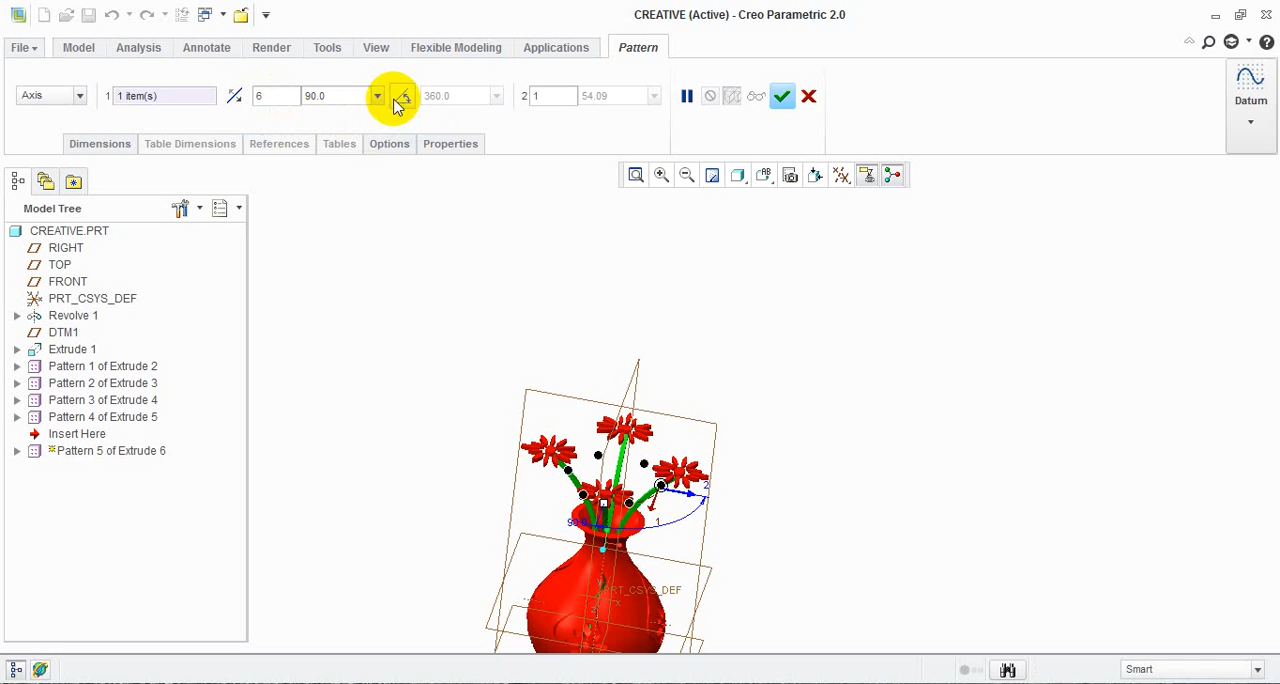 CREATIVE (Active) - Creo Parametric 2.0
File Model Analysis Annotate Render Tools View Flexible Modeling Applications Pattern
Axis 1 1 item(s) 6 90.0 360.0 2 1 54.09
Datum
Dimensions Table Dimensions References Tables Options Properties
Model Tree
CREATIVE.PRT
RIGHT
TOP
FRONT
PRT_CSYS_DEF
Revolve 1
DTM1
Extrude 1
Pattern 1 of Extrude 2
Pattern 2 of Extrude 3
Pattern 3 of Extrude 4
Pattern 4 of Extrude 5
Insert Here
Pattern 5 of Extrude 6
2
1
PRT_CSYS_DEF
X
Smart